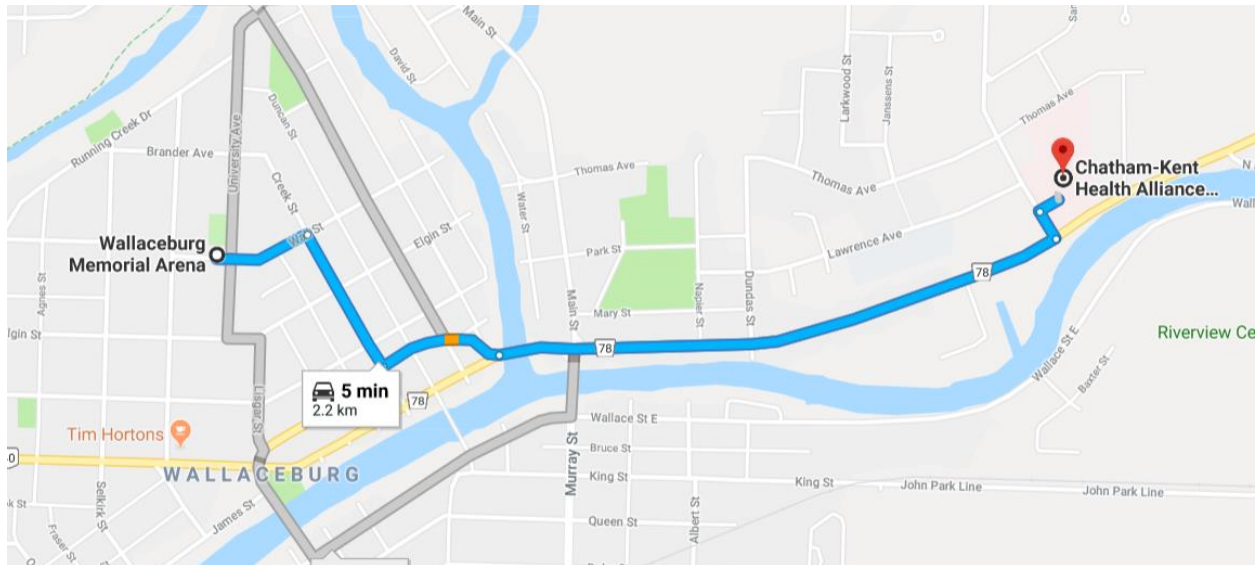 Main St
David St
Larkwood St
Janssens St
Thomas Ave
Duncan St
Running Creek Dr
University Ave
Brander Ave
Thomas Ave
Thomas Ave
Chatham-Kent
Health Alliance...
N
Creek St
Water St
Elgin St
Wallaceburg
Memorial Arena
Park St
Lawrence Ave
Agnes St
Main St
Napier St
Dundas St
78
Mary St
78
Elgin St
5 min
2.2 km
78
Lisgar St
Wallace St E
Baxter St
Riverview Ce
Tim Hortons
WALLACEBURG
Wallace St E
Murray St
Bruce St
King St
King St
John Park Line
John Park Line
Selkirk St
James St
Fraser St
Queen St
Albert St